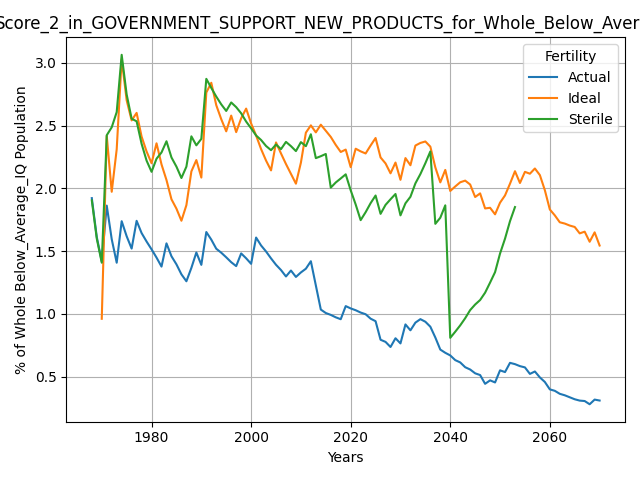 Score_2_in_GOVERNMENT_SUPPORT_NEW_PRODUCTS_for_Whole_Below_Aver
Fertility
Actual
Ideal
Sterile
% of Whole Below_Average_IQ Population
3.0
2.5
2.0
1.5
1.0
0.5
1980
2000
2020
2040
2060
Years